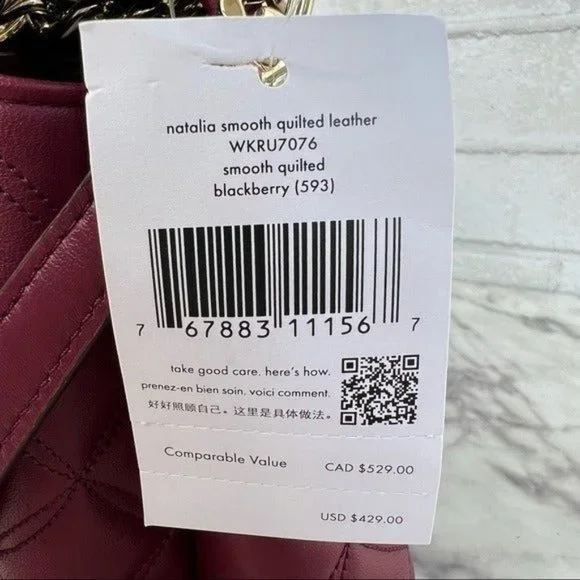 natalia smooth quilted leather
WKRU7076
smooth quilted
blackberry (593)
7 67883 11156 7
take good care. here's how.
prenez-en bien soin. voici comment.
好好照顾自己。这里是具体做法。
Comparable Value CAD $529.00
USD $429.00